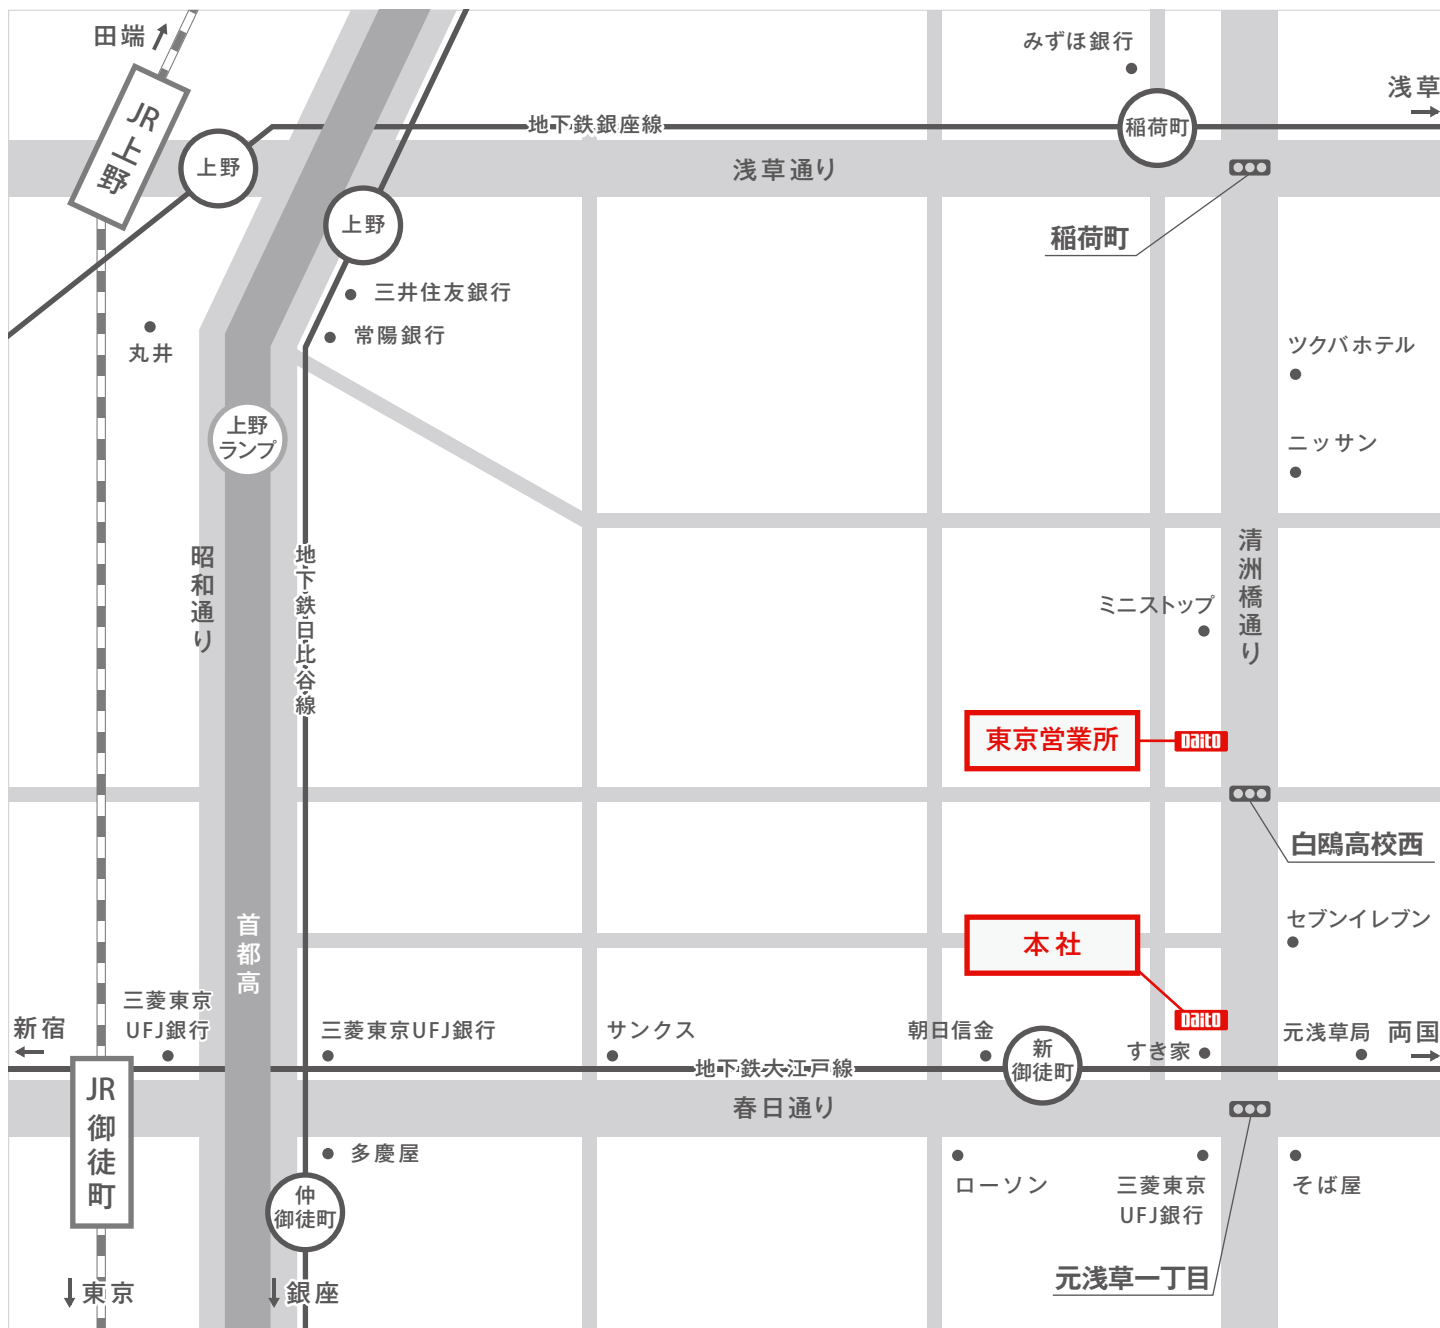 田端
みずほ銀行
浅草
JR上野
地下鉄銀座線
稲荷町
上野
浅草通り
上野
稲荷町
三井住友銀行
常陽銀行
丸井
ツクバホテル
上野
ランプ
ニッサン
昭和通り
地下鉄日比谷線
清洲橋通り
ミニストップ
東京営業所
Daito
白鴎高校西
首都高
セブンイレブン
本社
Daito
三菱東京
UFJ銀行
新宿
三菱東京UFJ銀行
サンクス
朝日信金
新
御徒町
すき家
元浅草局
両国
地下鉄大江戸線
JR御徒町
春日通り
多慶屋
ローソン
三菱東京
UFJ銀行
そば屋
仲
御徒町
元浅草一丁目
東京
銀座